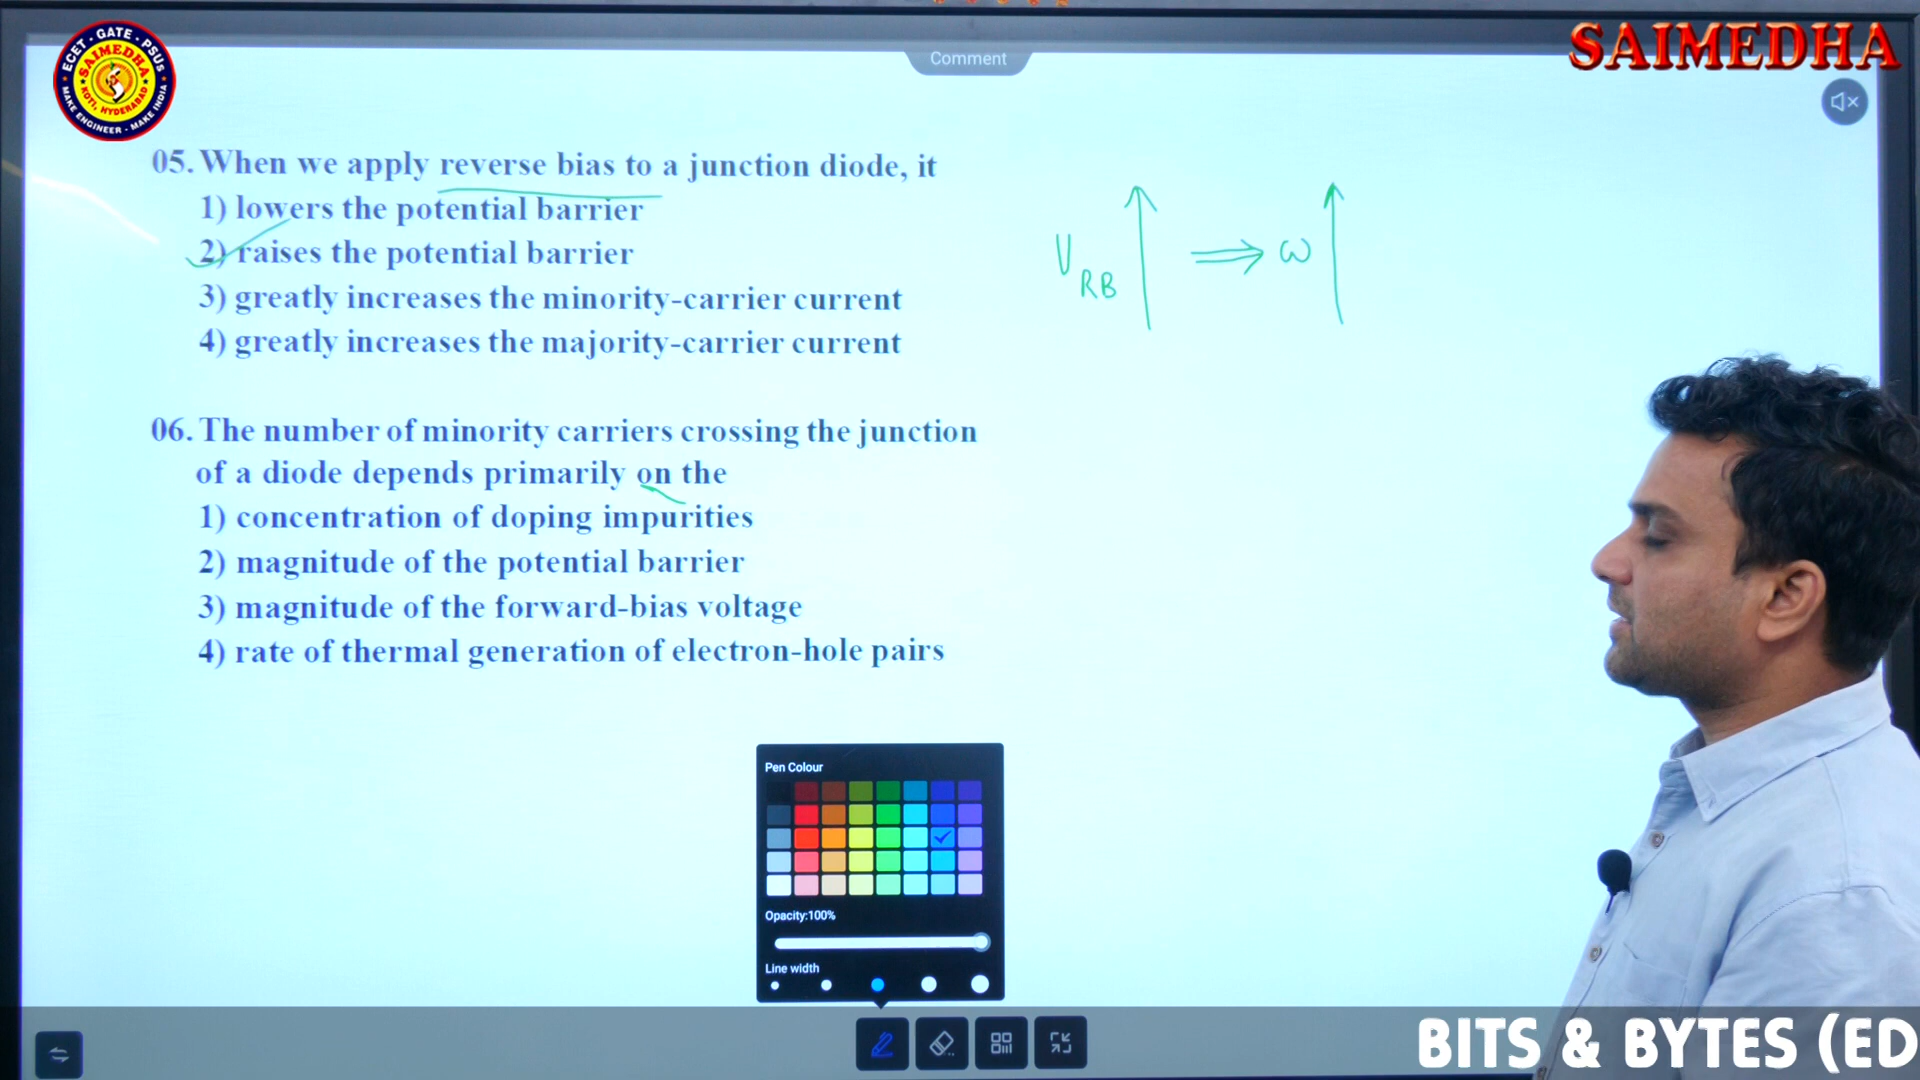 ECET - GATE - PSUs
SAIMEDHA
KOTI, HYDERABAD
MAKE ENGINEER - MAKE INDIA
SAIMEDHA
Comment
05. When we apply reverse bias to a junction diode, it
1) lowers the potential barrier
2) raises the potential barrier
3) greatly increases the minority-carrier current
4) greatly increases the majority-carrier current
V_RB ↑ ⇒ ω ↑
06. The number of minority carriers crossing the junction
of a diode depends primarily on the
1) concentration of doping impurities
2) magnitude of the potential barrier
3) magnitude of the forward-bias voltage
4) rate of thermal generation of electron-hole pairs
Pen Colour
Opacity:100%
Line width
BITS & BYTES (ED